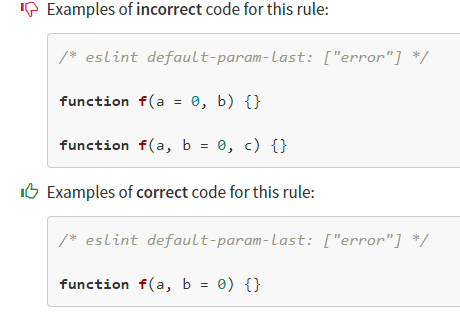 Examples of incorrect code for this rule:
/* eslint default-param-last: ["error"] */
function f(a = 0, b) {}
function f(a, b = 0, c) {}
Examples of correct code for this rule:
/* eslint default-param-last: ["error"] */
function f(a, b = 0) {}